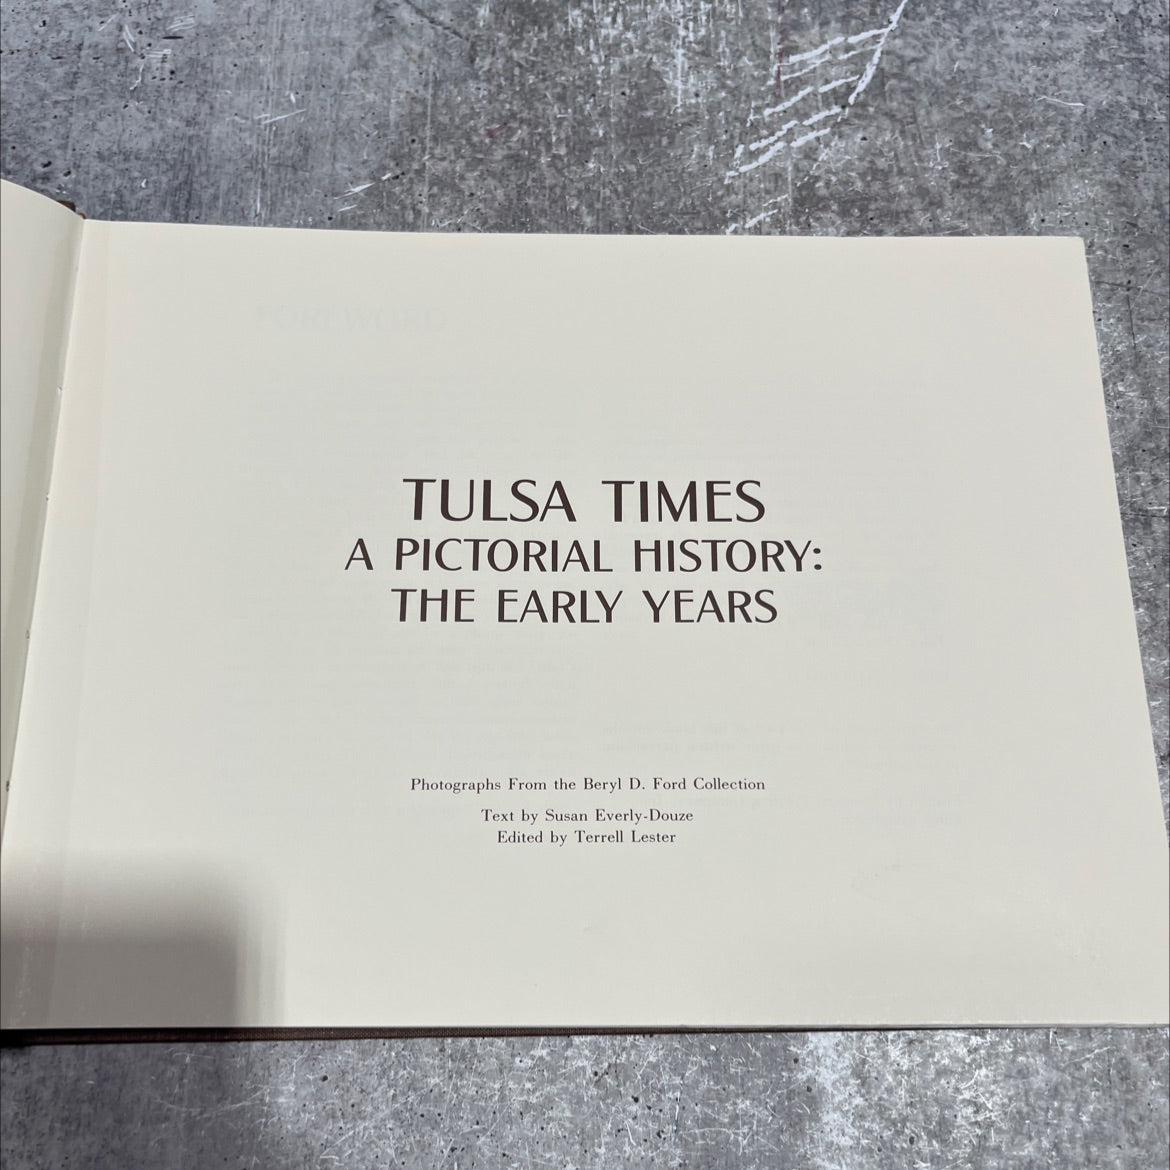 FOREWORD
TULSA TIMES
A PICTORIAL HISTORY:
THE EARLY YEARS
Photographs From the Beryl D. Ford Collection
Text by Susan Everly-Douze
Edited by Terrell Lester